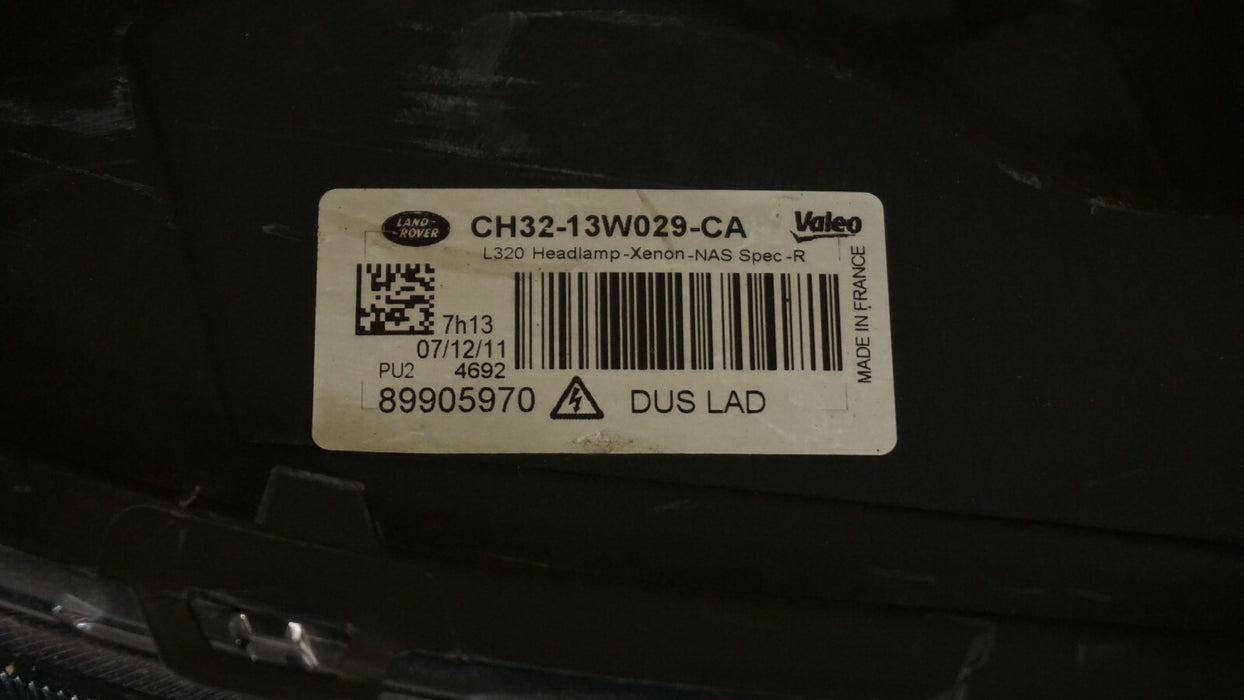 LAND-
ROVER
CH32-13W029-CA
Valeo
L320 Headlamp-Xenon-NAS Spec-R
7h13
07/12/11
PU2 4692
89905970 DUS LAD
MADE IN FRANCE